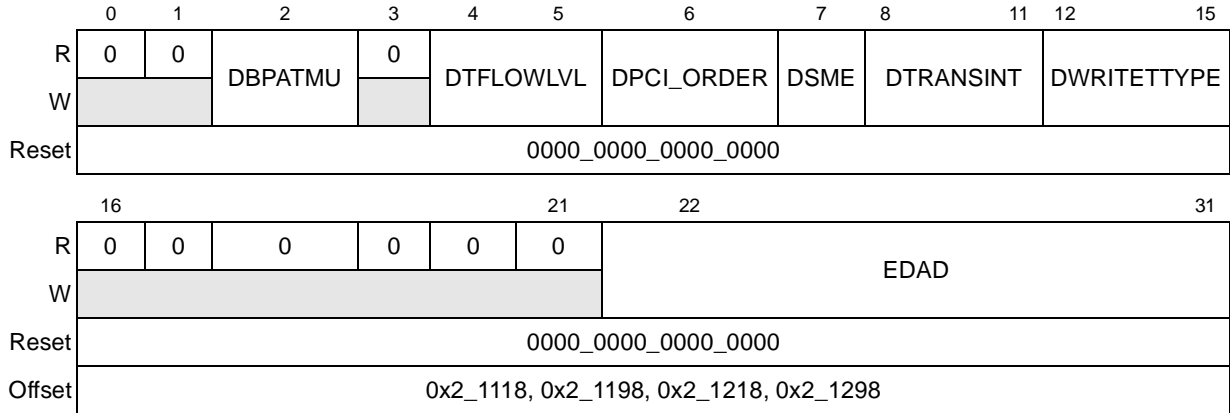 0 1 2 3 4 5 6 7 8 11 12 15
R 0 0 DBPATMU 0 DTFLOWLVL DPCI_ORDER DSME DTRANSINT DWRITETTYPE
W
Reset 0000_0000_0000_0000
16 21 22 31
R 0 0 0 0 0 0 EDAD
W
Reset 0000_0000_0000_0000
Offset 0x2_1118, 0x2_1198, 0x2_1218, 0x2_1298